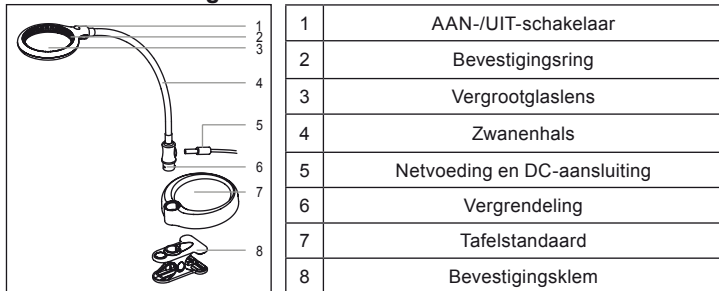 1
2
3
4
5
6
7
8
1 AAN-/UIT-schakelaar
2 Bevestigingsring
3 Vergrootglaslens
4 Zwanenhals
5 Netvoeding en DC-aansluiting
6 Vergrendeling
7 Tafelstandaard
8 Bevestigingsklem